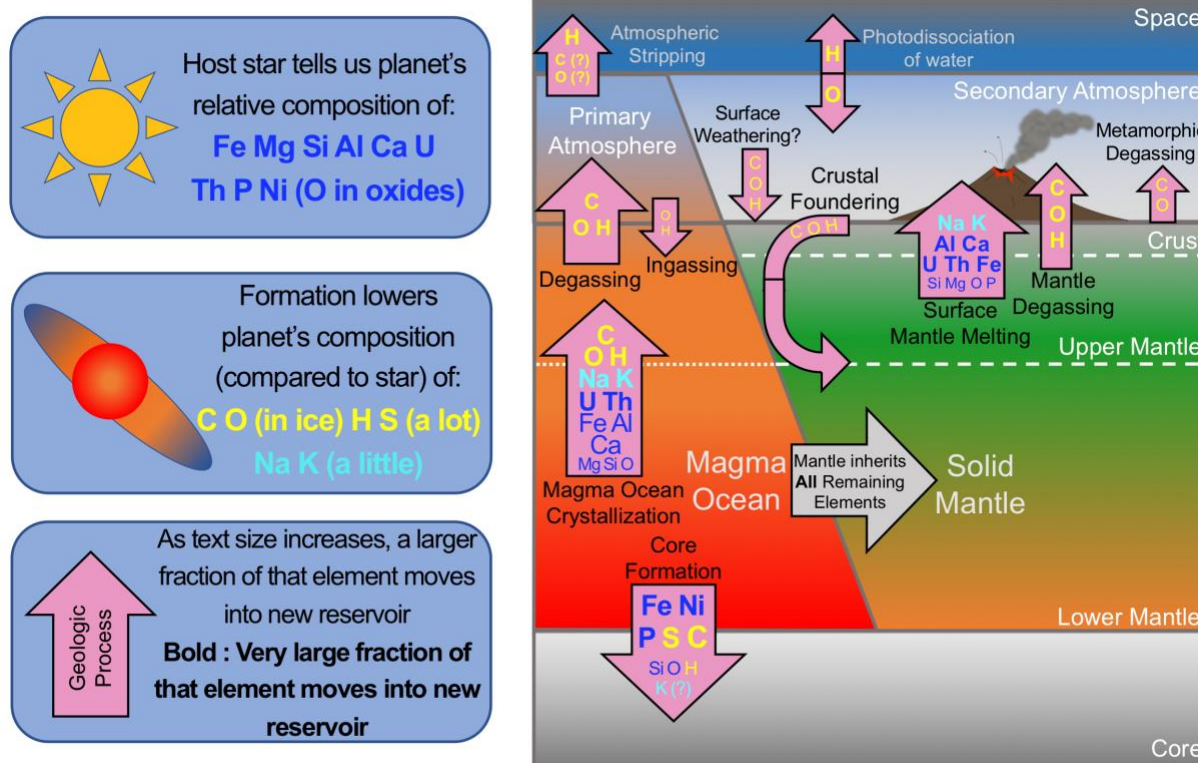 Host star tells us planet's
relative composition of:
Fe Mg Si Al Ca U
Th P Ni (O in oxides)
Formation lowers
planet's composition
(compared to star) of:
C O (in ice) H S (a lot)
Na K (a little)
As text size increases, a larger
fraction of that element moves
into new reservoir
Bold : Very large fraction of
that element moves into new
reservoir
Geologic
Process
Space
H
C (?)
O (?)
Atmospheric
Stripping
H
O
Photodissociation
of water
Secondary Atmosphere
Primary
Atmosphere
Surface
Weathering?
C
O
H
Metamorphi
Degassing
C
O
C
O H
Degassing
O
H
Ingassing
Crustal
Foundering
C O H
Na K
Al Ca
U Th Fe
Si Mg O P
Surface
Mantle Melting
C
O
H
Mantle
Degassing
Crus
Upper Mantle
C
O H
Na K
U Th
Fe Al
Ca
Mg Si O
Magma Ocean
Crystallization
Magma
Ocean
Mantle inherits
All Remaining
Elements
Solid
Mantle
Core
Formation
Fe Ni
P S C
Si O H
K (?)
Lower Mantle
Core